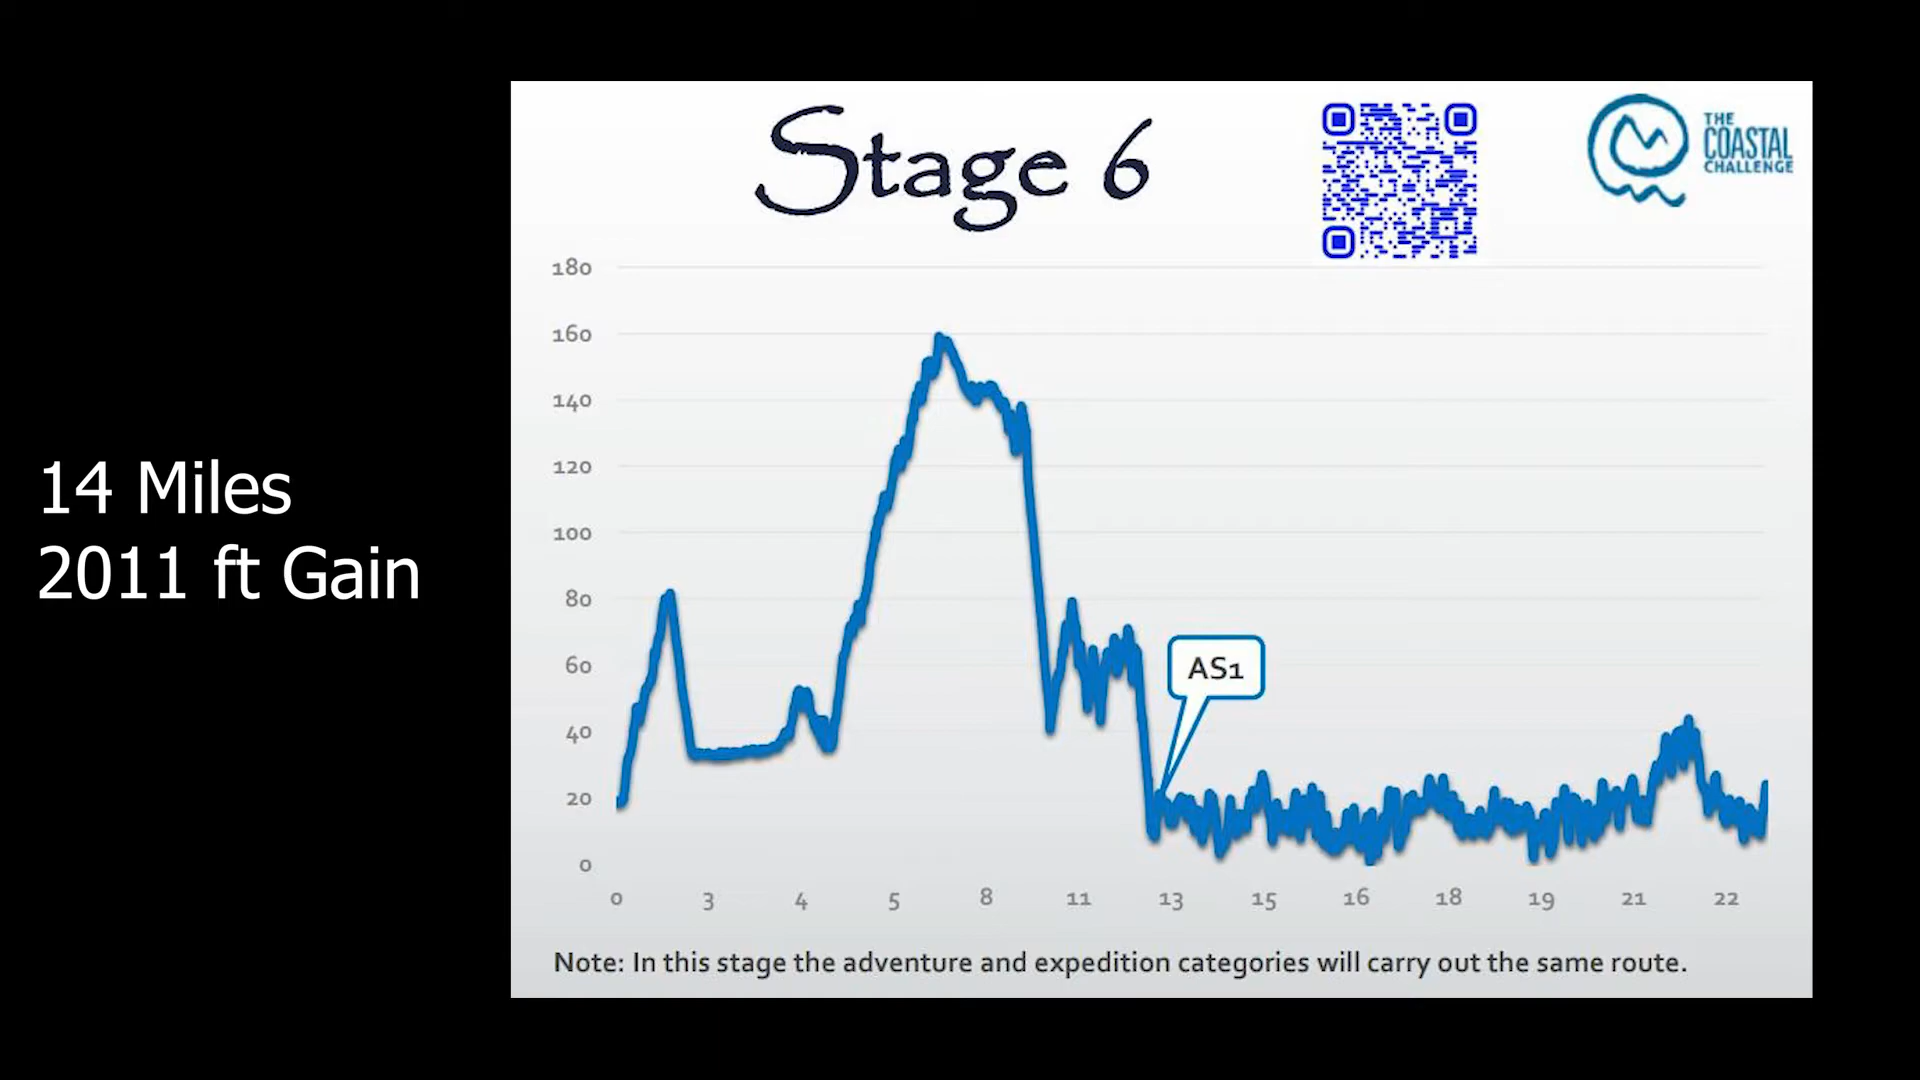 Stage 6
THE
COASTAL
CHALLENGE
180
160
140
120
100
80
60
40
20
0
AS1
0 3 4 5 8 11 13 15 16 18 19 21 22
Note: In this stage the adventure and expedition categories will carry out the same route.
14 Miles
2011 ft Gain